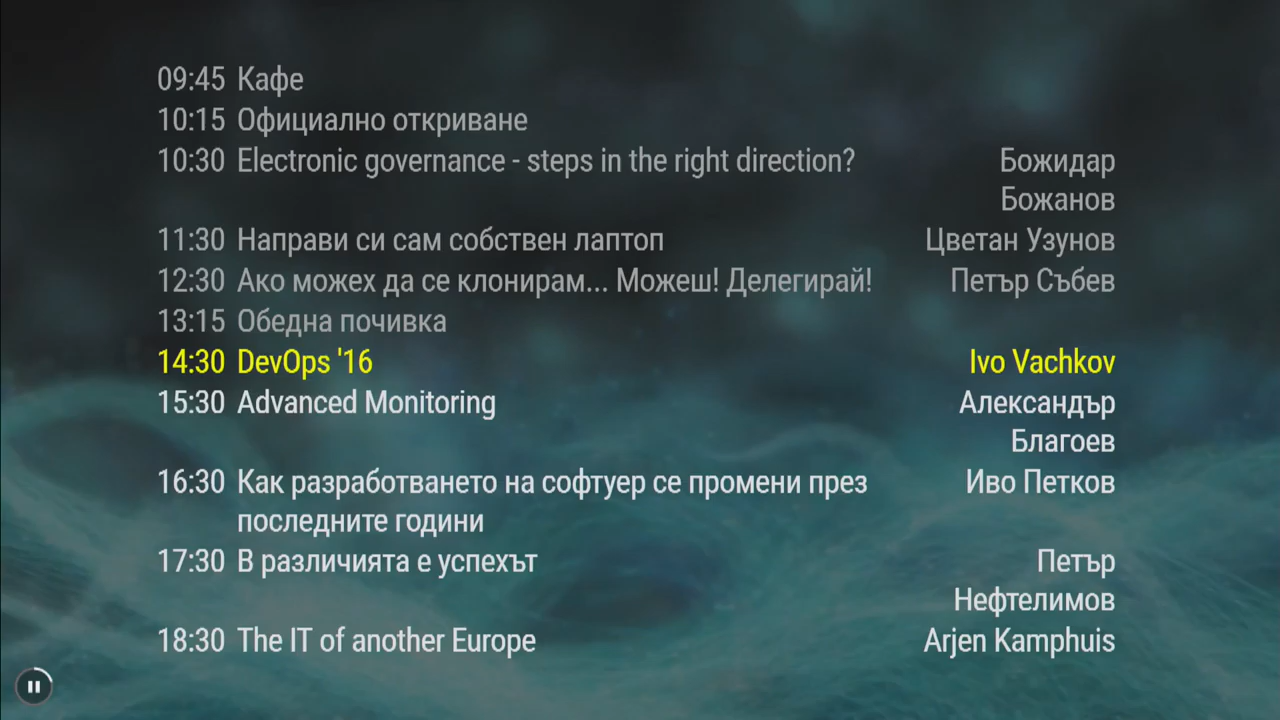 09:45 Кафе
10:15 Официално откриване
10:30 Electronic governance - steps in the right direction? Божидар
Божанов
11:30 Направи си сам собствен лаптоп Цветан Узунов
12:30 Ако можех да се клонирам... Можеш! Делегирай! Петър Събев
13:15 Обедна почивка
14:30 DevOps '16 Ivo Vachkov
15:30 Advanced Monitoring Александър
Благоев
16:30 Как разработването на софтуер се промени през Иво Петков
последните години
17:30 В различията е успехът Петър
Нефтелимов
18:30 The IT of another Europe Arjen Kamphuis